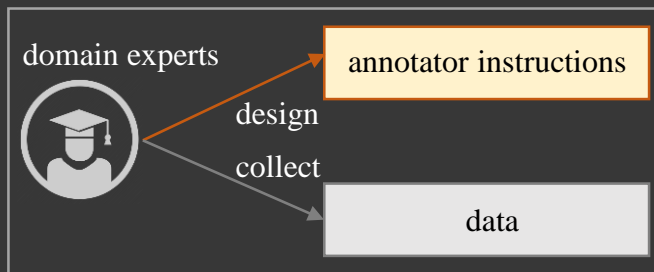 domain experts
annotator instructions
design
collect
data